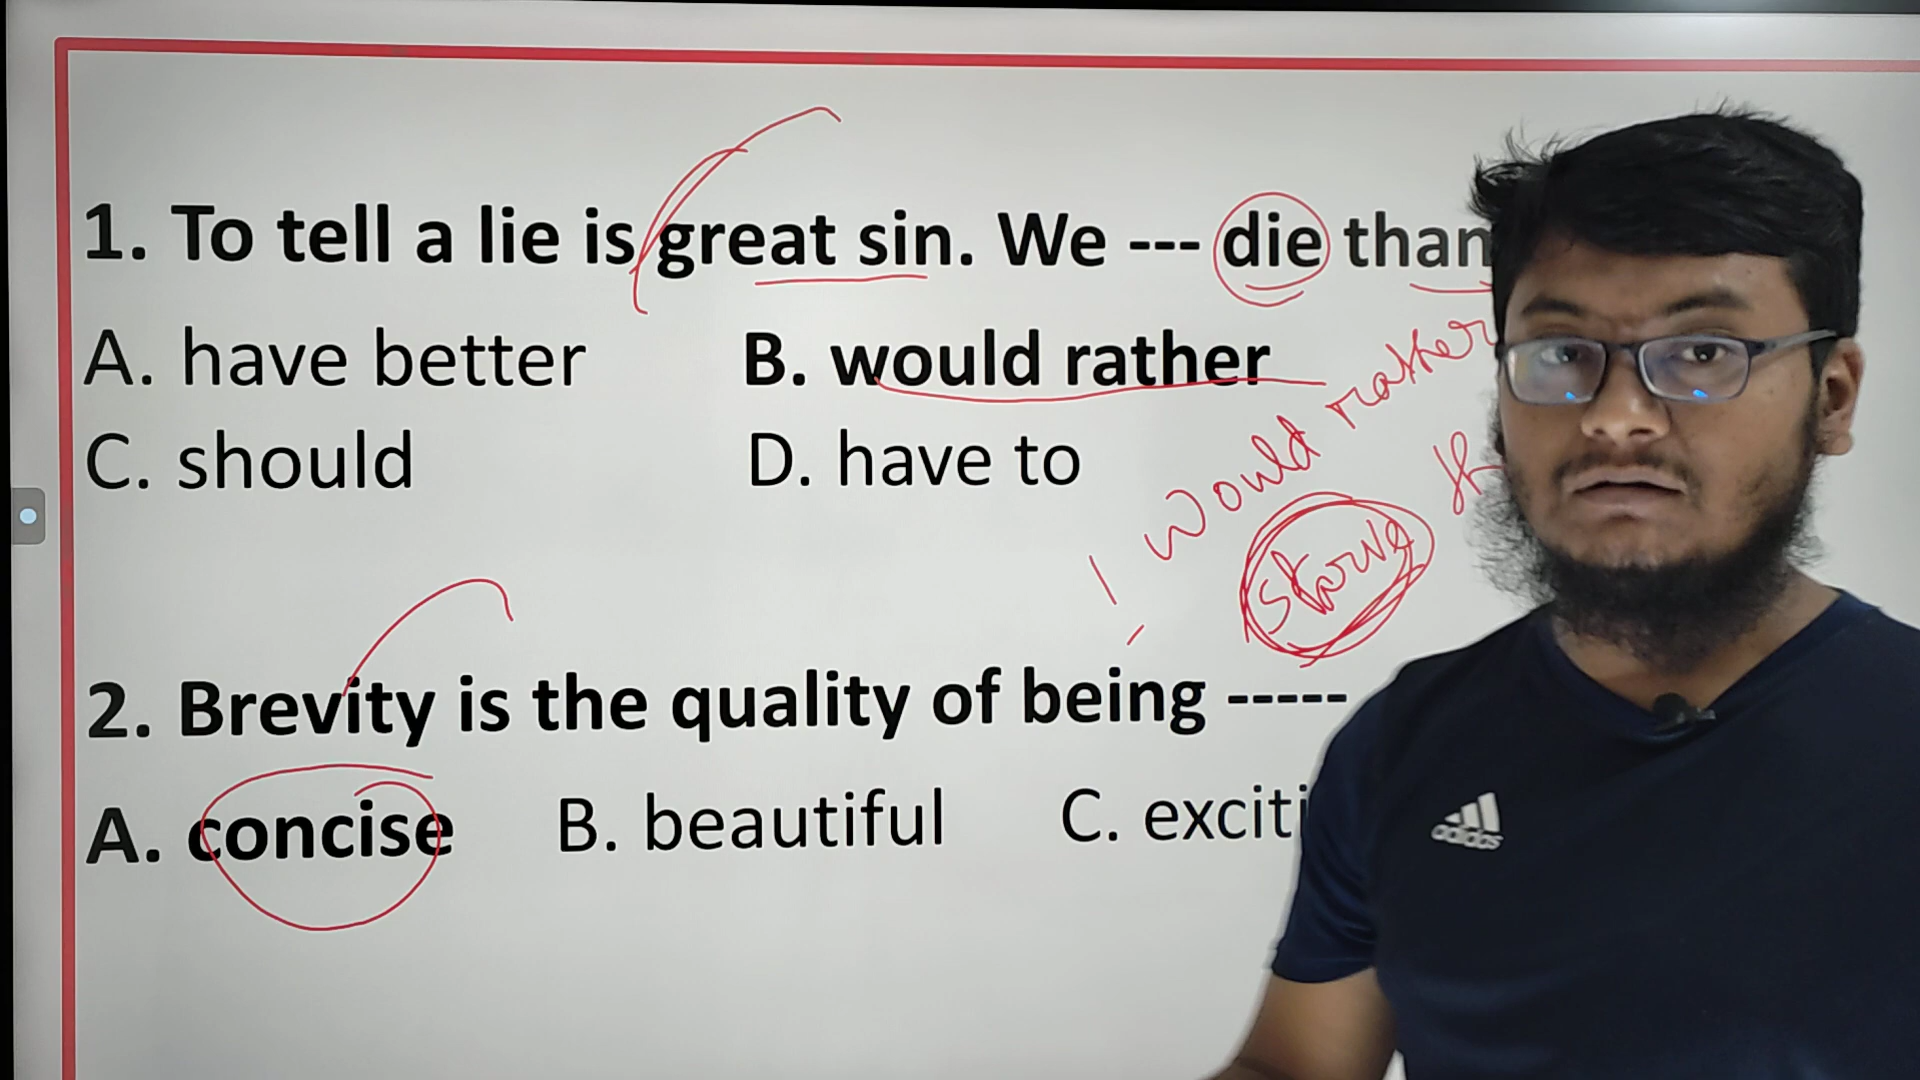 1. To tell a lie is great sin. We --- die than
A. have better B. would rather
C. should D. have to
I would rather
starve th
2. Brevity is the quality of being -----
A. concise B. beautiful C. exciti
adidas